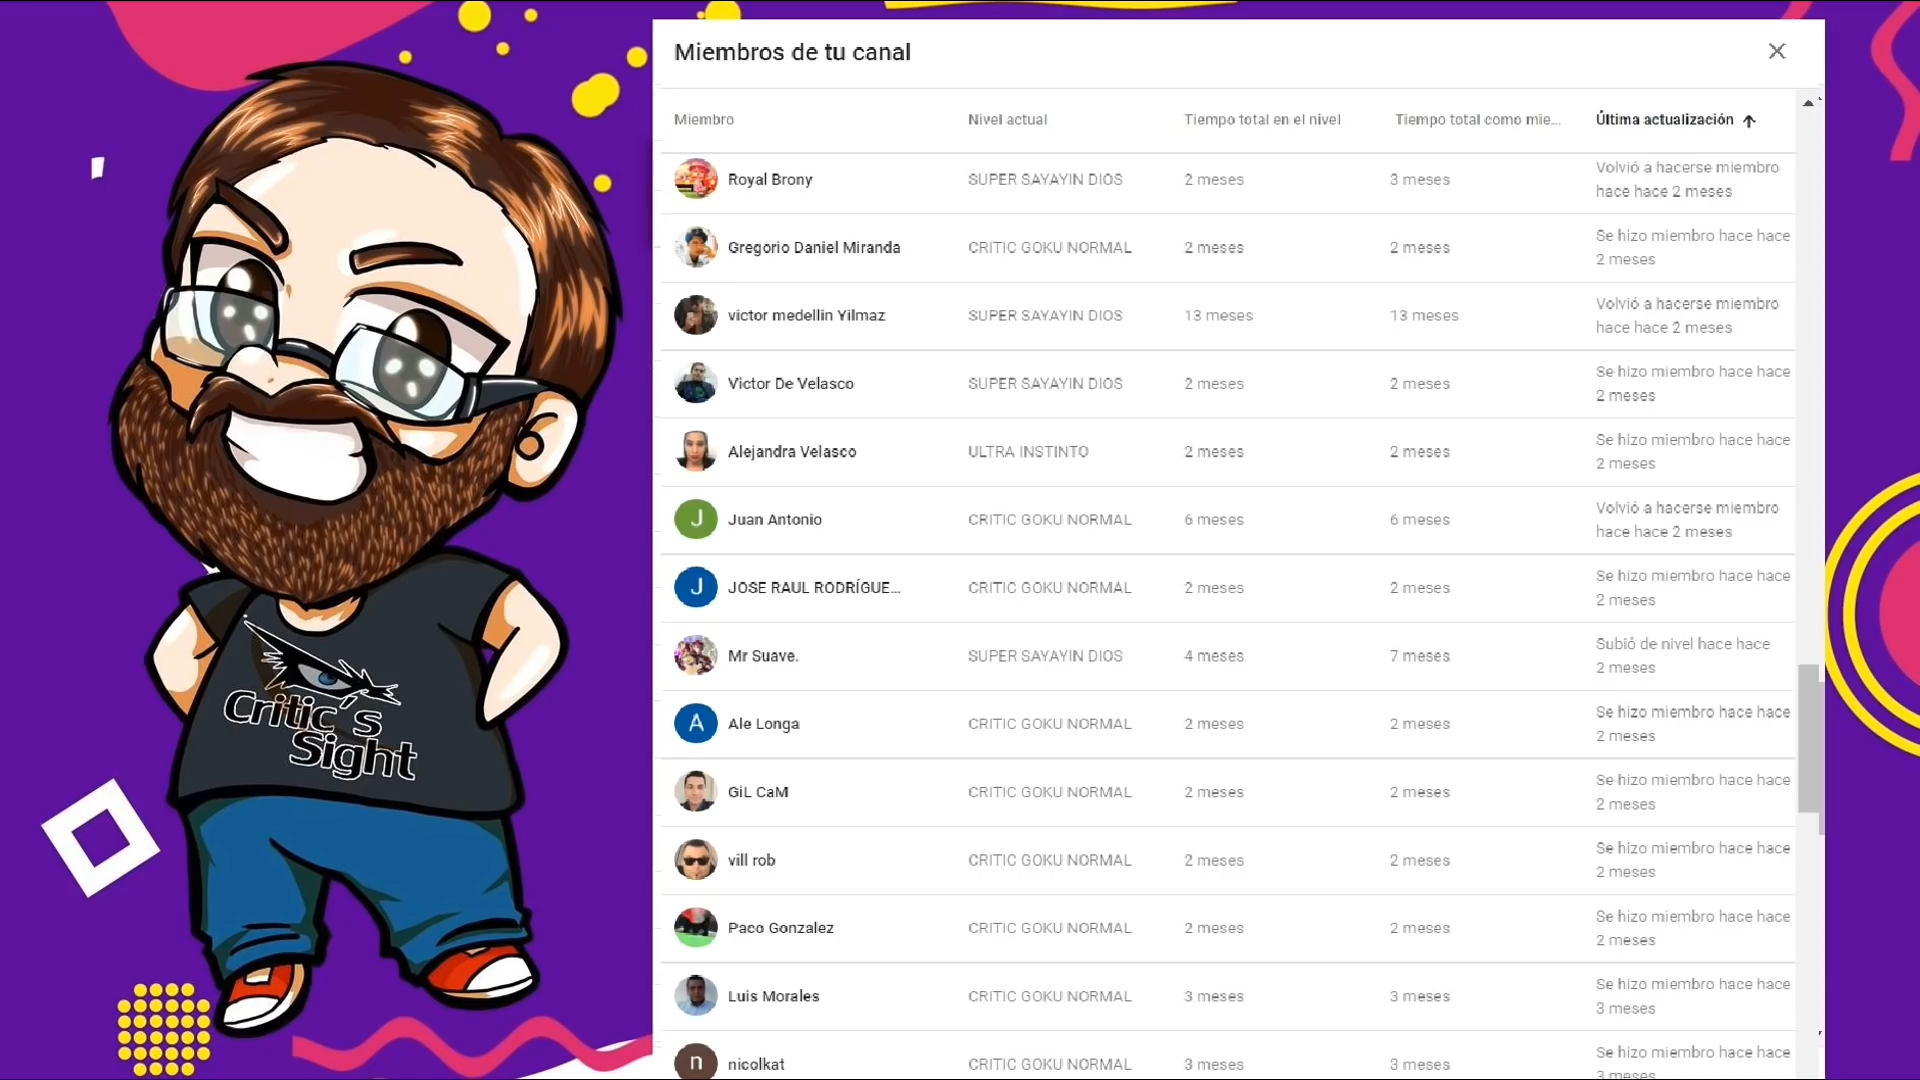 Miembros de tu canal
Miembro Nivel actual Tiempo total en el nivel Tiempo total como mie... Última actualización
Royal Brony SUPER SAYAYIN DIOS 2 meses 3 meses Volvió a hacerse miembro
hace hace 2 meses
Gregorio Daniel Miranda CRITIC GOKU NORMAL 2 meses 2 meses Se hizo miembro hace hace
2 meses
victor medellin Yilmaz SUPER SAYAYIN DIOS 13 meses 13 meses Volvió a hacerse miembro
hace hace 2 meses
Victor De Velasco SUPER SAYAYIN DIOS 2 meses 2 meses Se hizo miembro hace hace
2 meses
Alejandra Velasco ULTRA INSTINTO 2 meses 2 meses Se hizo miembro hace hace
2 meses
J Juan Antonio CRITIC GOKU NORMAL 6 meses 6 meses Volvió a hacerse miembro
hace hace 2 meses
J JOSE RAUL RODRÍGUE... CRITIC GOKU NORMAL 2 meses 2 meses Se hizo miembro hace hace
2 meses
Mr Suave. SUPER SAYAYIN DIOS 4 meses 7 meses Subió de nivel hace hace
2 meses
A Ale Longa CRITIC GOKU NORMAL 2 meses 2 meses Se hizo miembro hace hace
2 meses
GiL CaM CRITIC GOKU NORMAL 2 meses 2 meses Se hizo miembro hace hace
2 meses
vill rob CRITIC GOKU NORMAL 2 meses 2 meses Se hizo miembro hace hace
2 meses
Paco Gonzalez CRITIC GOKU NORMAL 2 meses 2 meses Se hizo miembro hace hace
2 meses
Luis Morales CRITIC GOKU NORMAL 3 meses 3 meses Se hizo miembro hace hace
3 meses
n nicolkat CRITIC GOKU NORMAL 3 meses 3 meses Se hizo miembro hace hace
3 meses
Critic's
Sight